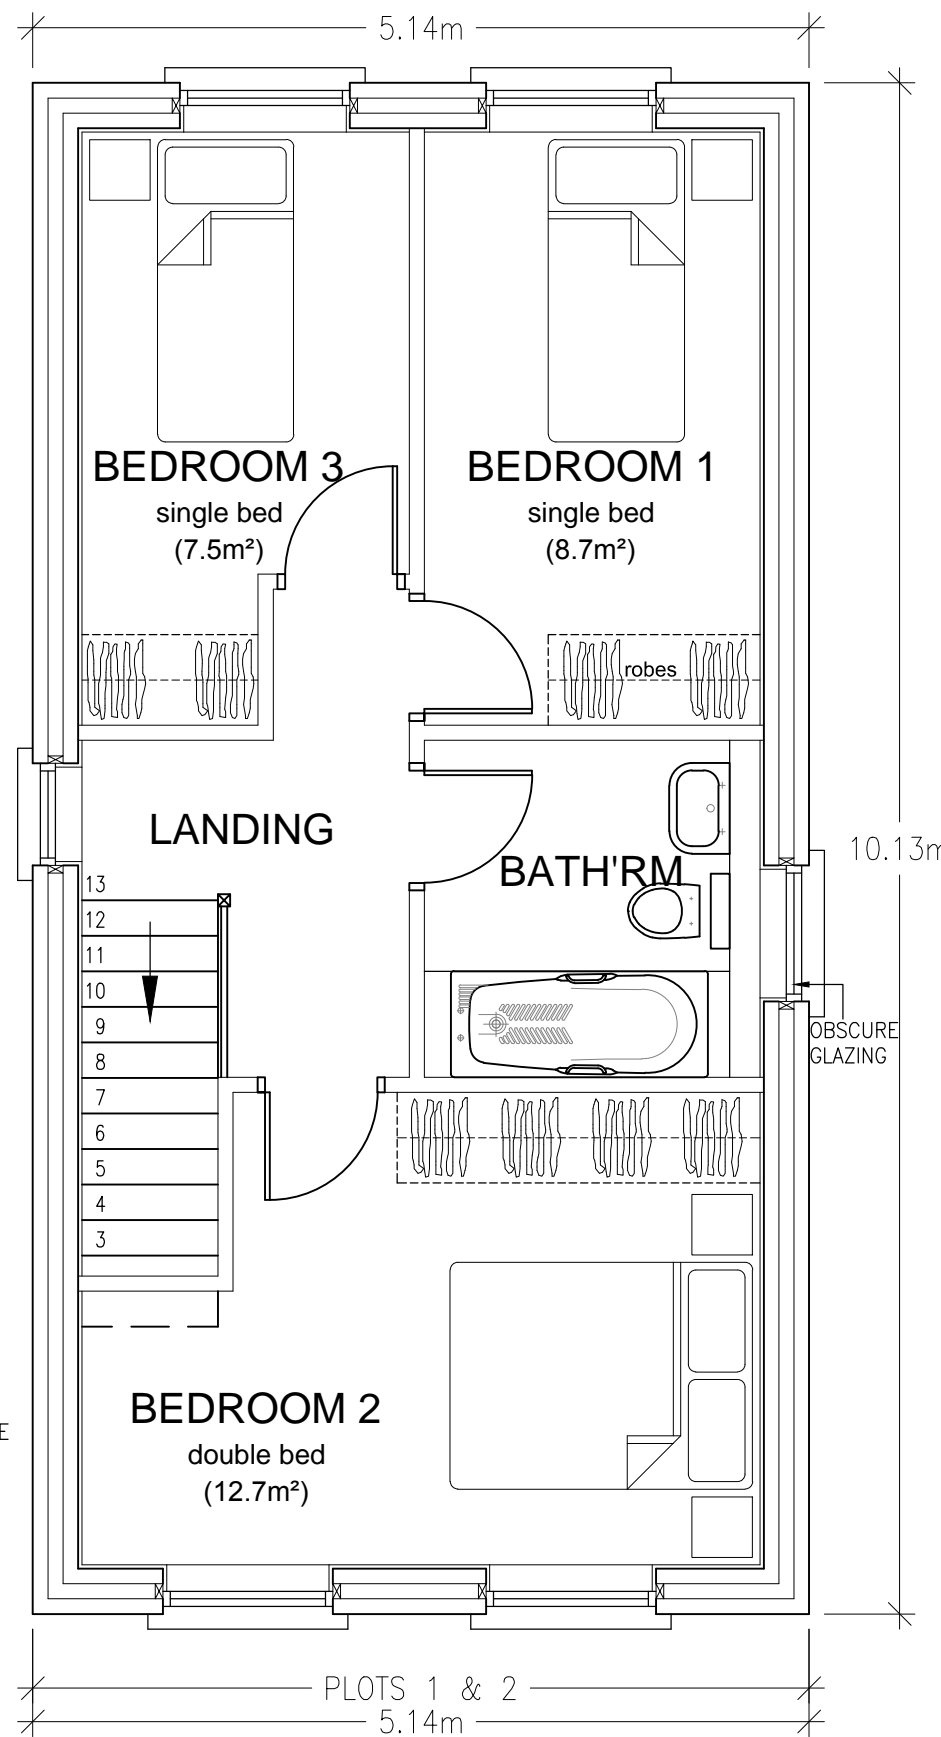 5.14m
BEDROOM 3
single bed
(7.5m²)
BEDROOM 1
single bed
(8.7m²)
robes
LANDING
BATH'RM
10.13m
13
12
11
10
9
8
7
6
5
4
3
OBSCURE
GLAZING
BEDROOM 2
double bed
(12.7m²)
E
PLOTS 1 & 2
5.14m